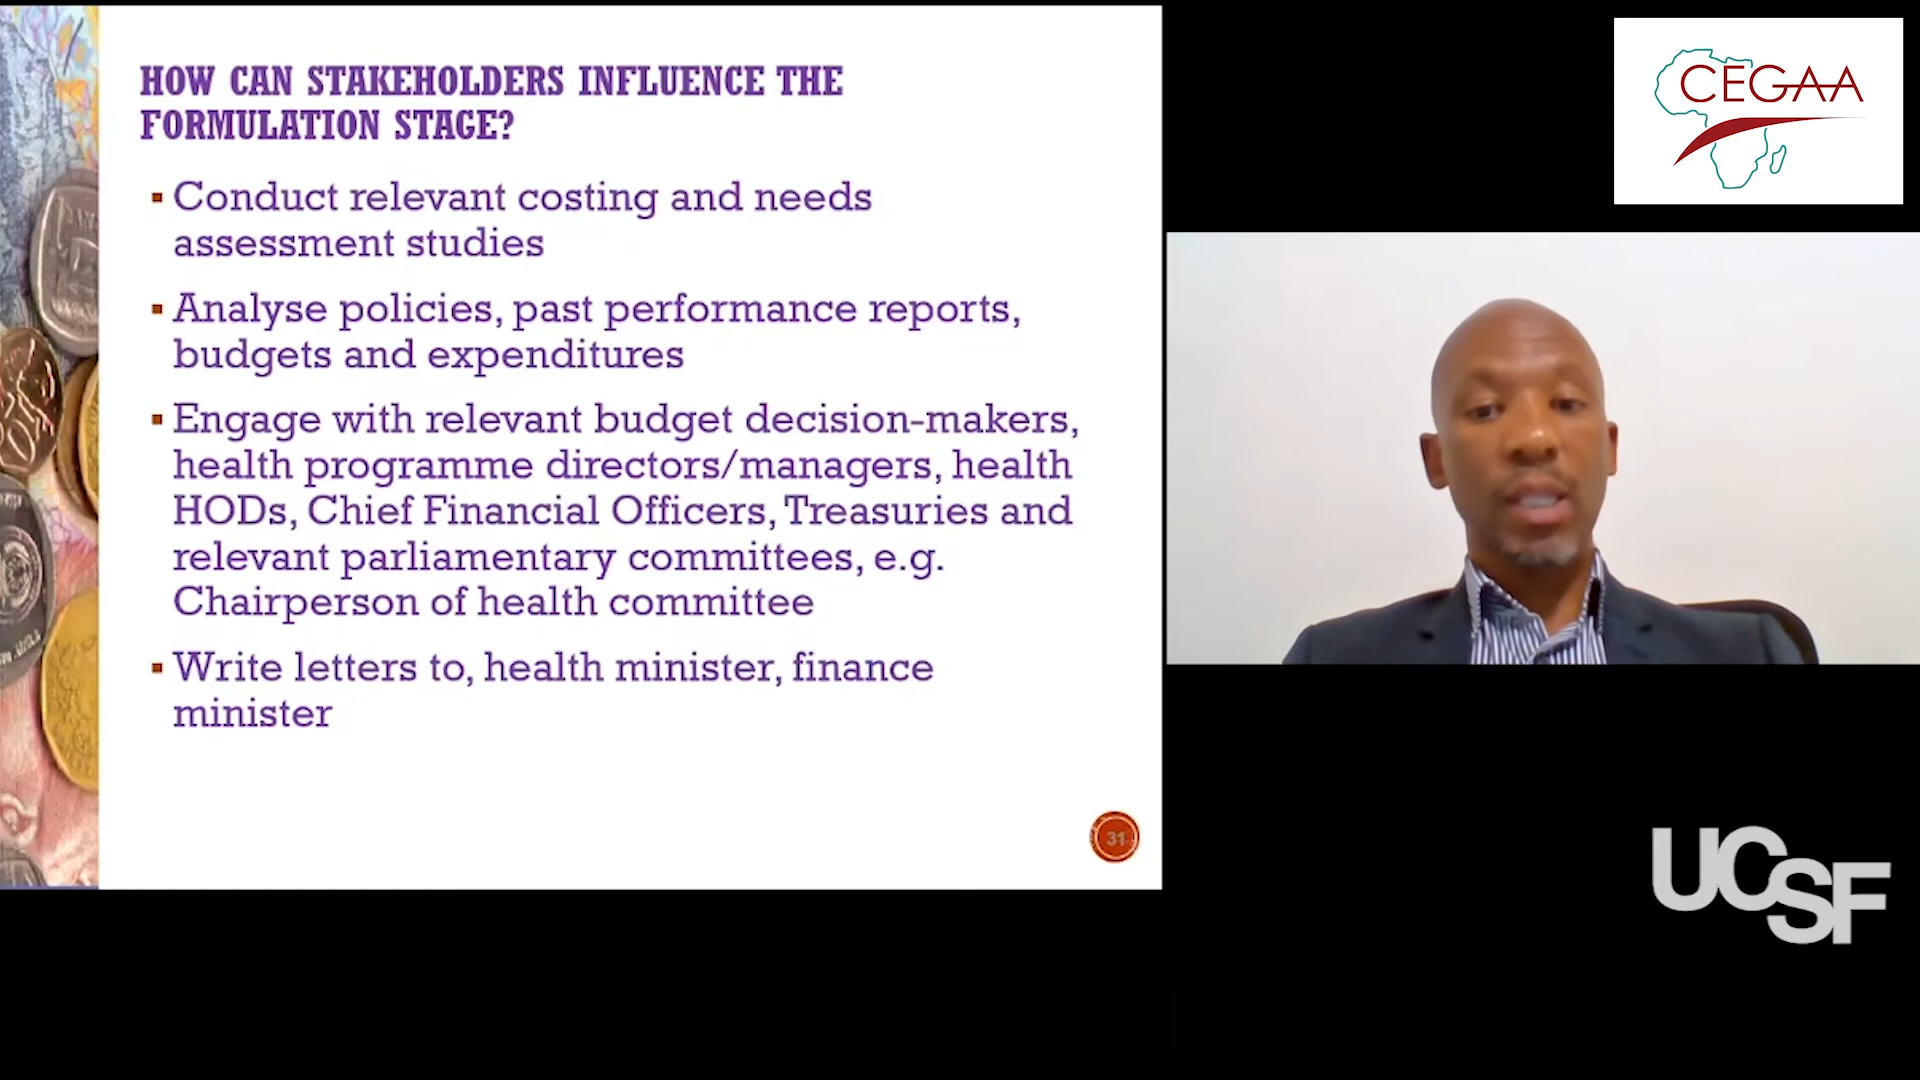 HOW CAN STAKEHOLDERS INFLUENCE THE
FORMULATION STAGE?
Conduct relevant costing and needs
assessment studies
Analyse policies, past performance reports,
budgets and expenditures
Engage with relevant budget decision-makers,
health programme directors/managers, health
HODs, Chief Financial Officers, Treasuries and
relevant parliamentary committees, e.g.
Chairperson of health committee
Write letters to, health minister, finance
minister
31
CEGAA
UCSF